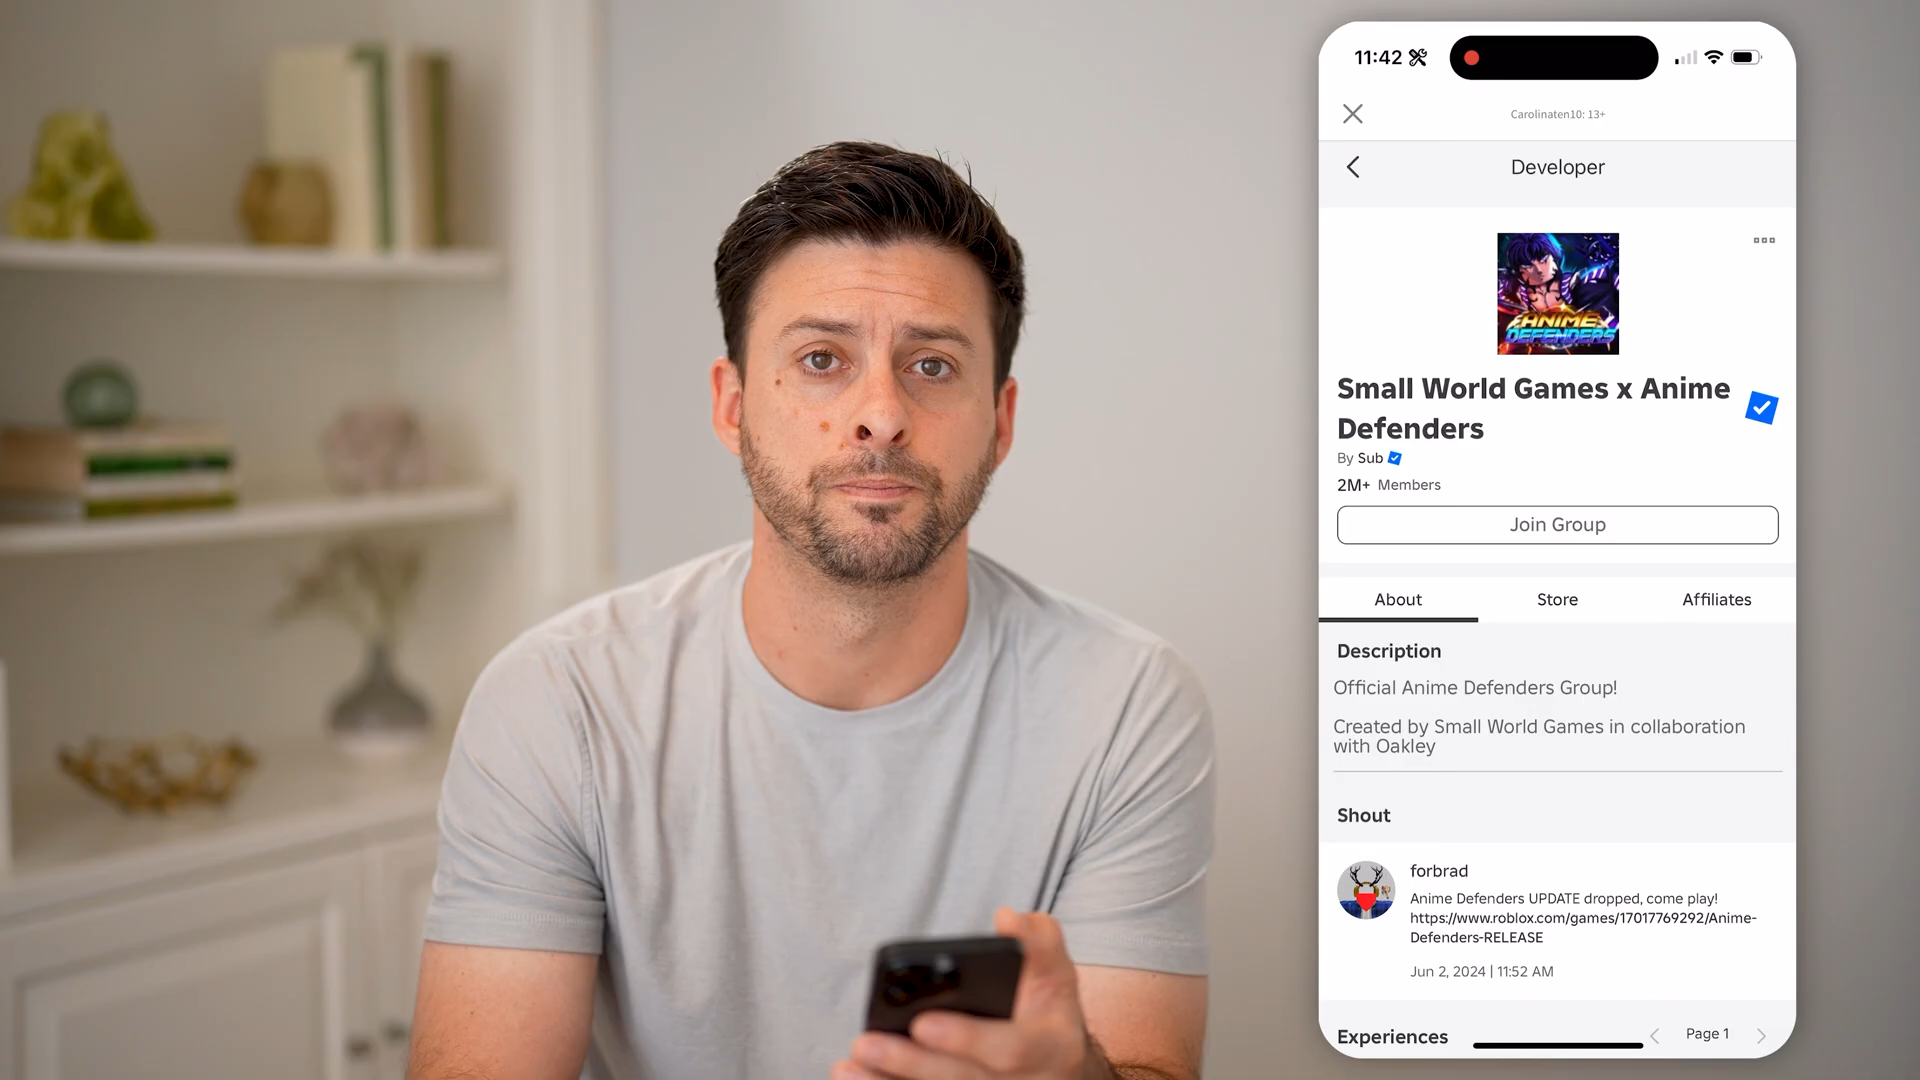 11:42
Carolinaten10: 13+
Developer
ANIME
DEFENDERS
Small World Games x Anime
Defenders
By Sub
2M+ Members
Join Group
About Store Affiliates
Description
Official Anime Defenders Group!
Created by Small World Games in collaboration
with Oakley
Shout
forbrad
Anime Defenders UPDATE dropped, come play!
https://www.roblox.com/games/17017769292/Anime-
Defenders-RELEASE
Jun 2, 2024 | 11:52 AM
Experiences Page 1